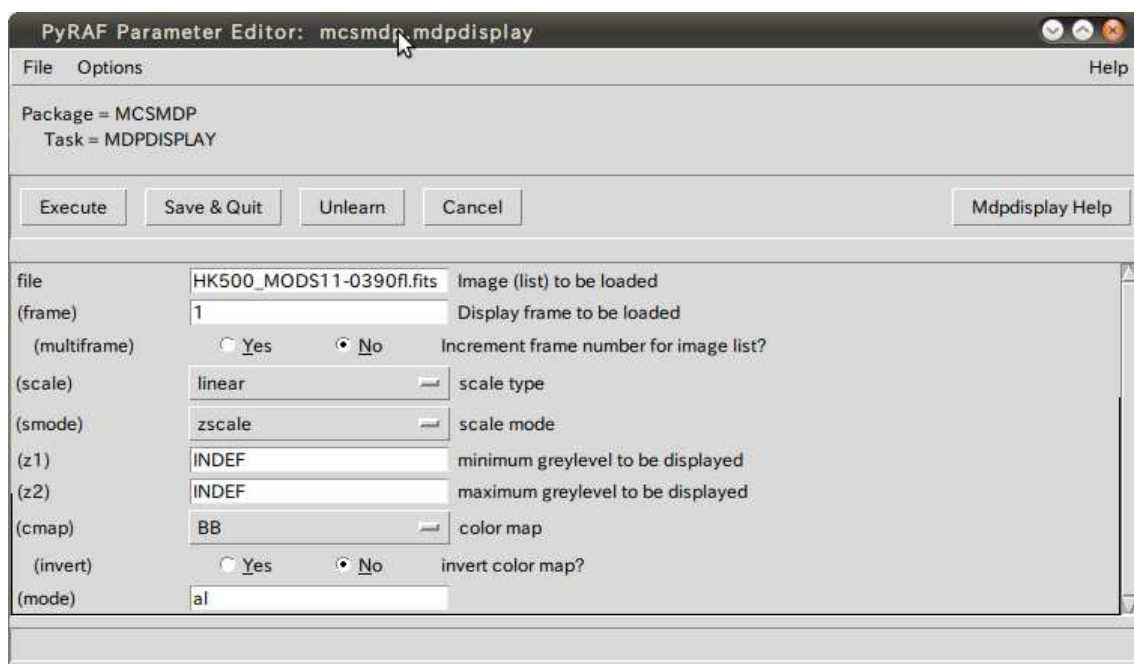 PyRAF Parameter Editor: mcsmdp.mdpdisplay
File Options Help
Package = MCSMDP
Task = MDPDISPLAY
Execute Save & Quit Unlearn Cancel Mdpdisplay Help
file HK500_MODS11-0390fl.fits Image (list) to be loaded
(frame) 1 Display frame to be loaded
(multiframe) Yes No Increment frame number for image list?
(scale) linear scale type
(smode) zscale scale mode
(z1) INDEF minimum greylevel to be displayed
(z2) INDEF maximum greylevel to be displayed
(cmap) BB color map
(invert) Yes No invert color map?
(mode) al